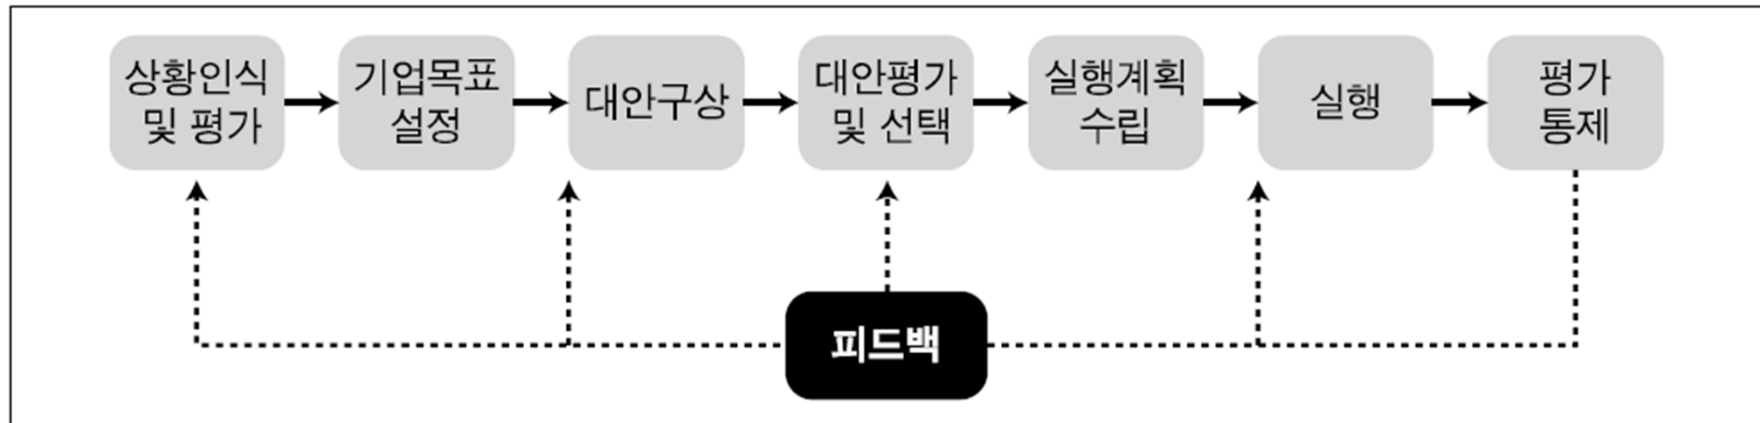 상황인식
및 평가
기업목표
설정
대안구상
대안평가
및 선택
실행계획
수립
실행
평가
통제
피드백